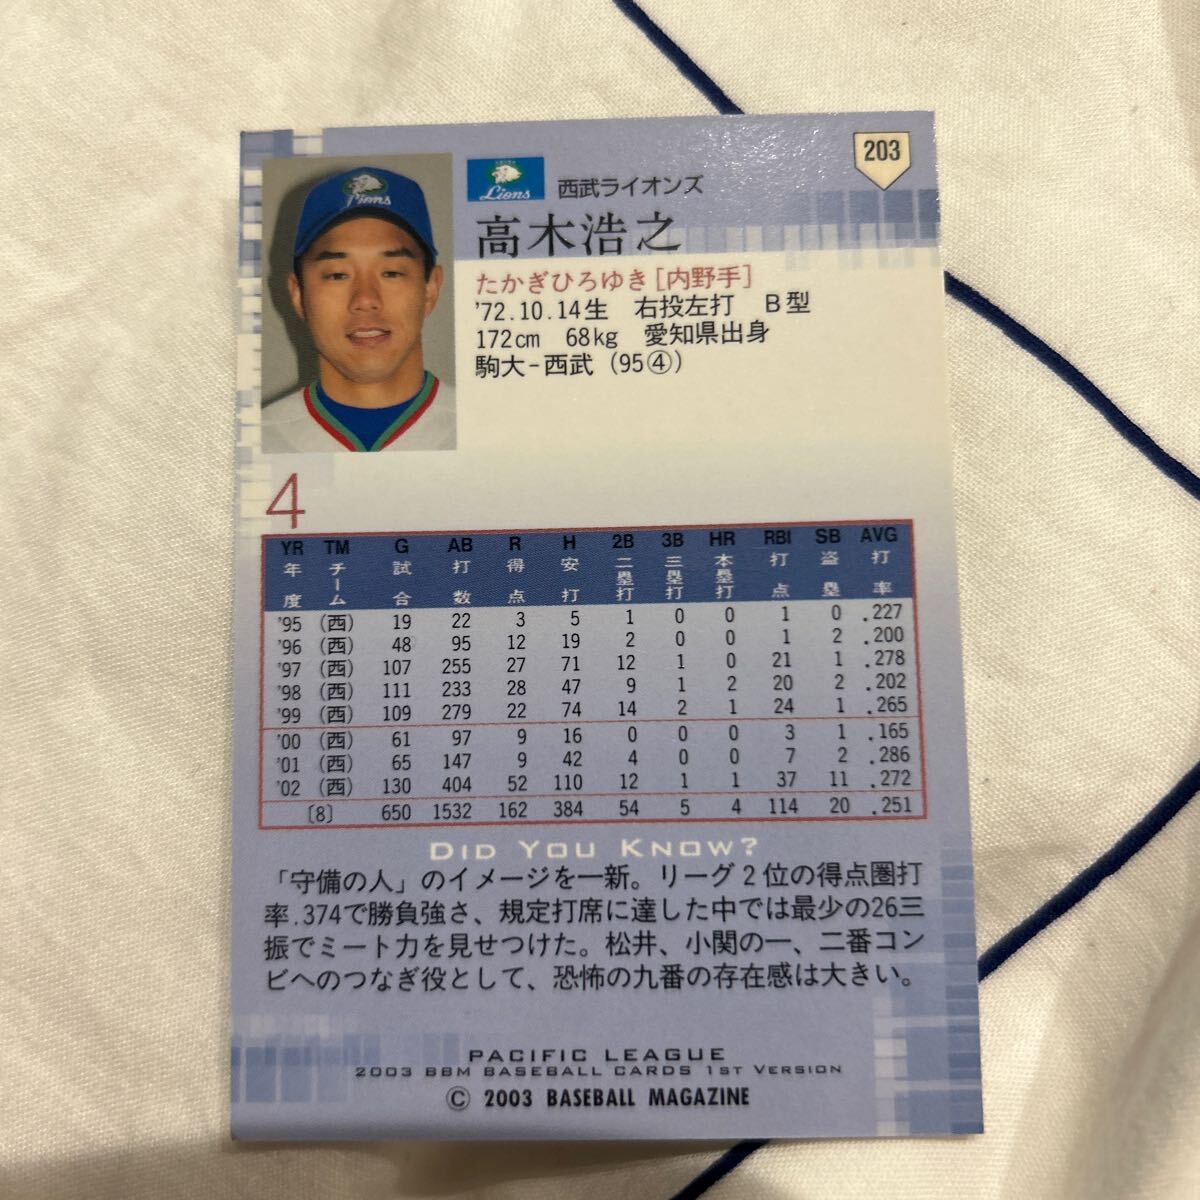 203
Lions
Lions
西武ライオンズ
高木浩之
たかぎひろゆき[内野手]
'72.10.14生 右投左打 B型
172cm 68kg 愛知県出身
駒大-西武 (95④)
4
YR TM G AB R H 2B 3B HR RBI SB AVG
年度 チーム 試合 打数 得点 安打 二塁打 三塁打 本塁打 打点 盗塁 打率
'95 (西) 19 22 3 5 1 0 0 1 0 .227
'96 (西) 48 95 12 19 2 0 0 1 2 .200
'97 (西) 107 255 27 71 12 1 0 21 1 .278
'98 (西) 111 233 28 47 9 1 2 20 2 .202
'99 (西) 109 279 22 74 14 2 1 24 1 .265
'00 (西) 61 97 9 16 0 0 0 3 1 .165
'01 (西) 65 147 9 42 4 0 0 7 2 .286
'02 (西) 130 404 52 110 12 1 1 37 11 .272
[8] 650 1532 162 384 54 5 4 114 20 .251
DID YOU KNOW?
「守備の人」のイメージを一新。リーグ2位の得点圏打
率.374で勝負強さ、規定打席に達した中では最少の26三
振でミート力を見せつけた。松井、小関の一、二番コン
ビへのつなぎ役として、恐怖の九番の存在感は大きい。
PACIFIC LEAGUE
2003 BBM BASEBALL CARDS 1ST VERSION
© 2003 BASEBALL MAGAZINE